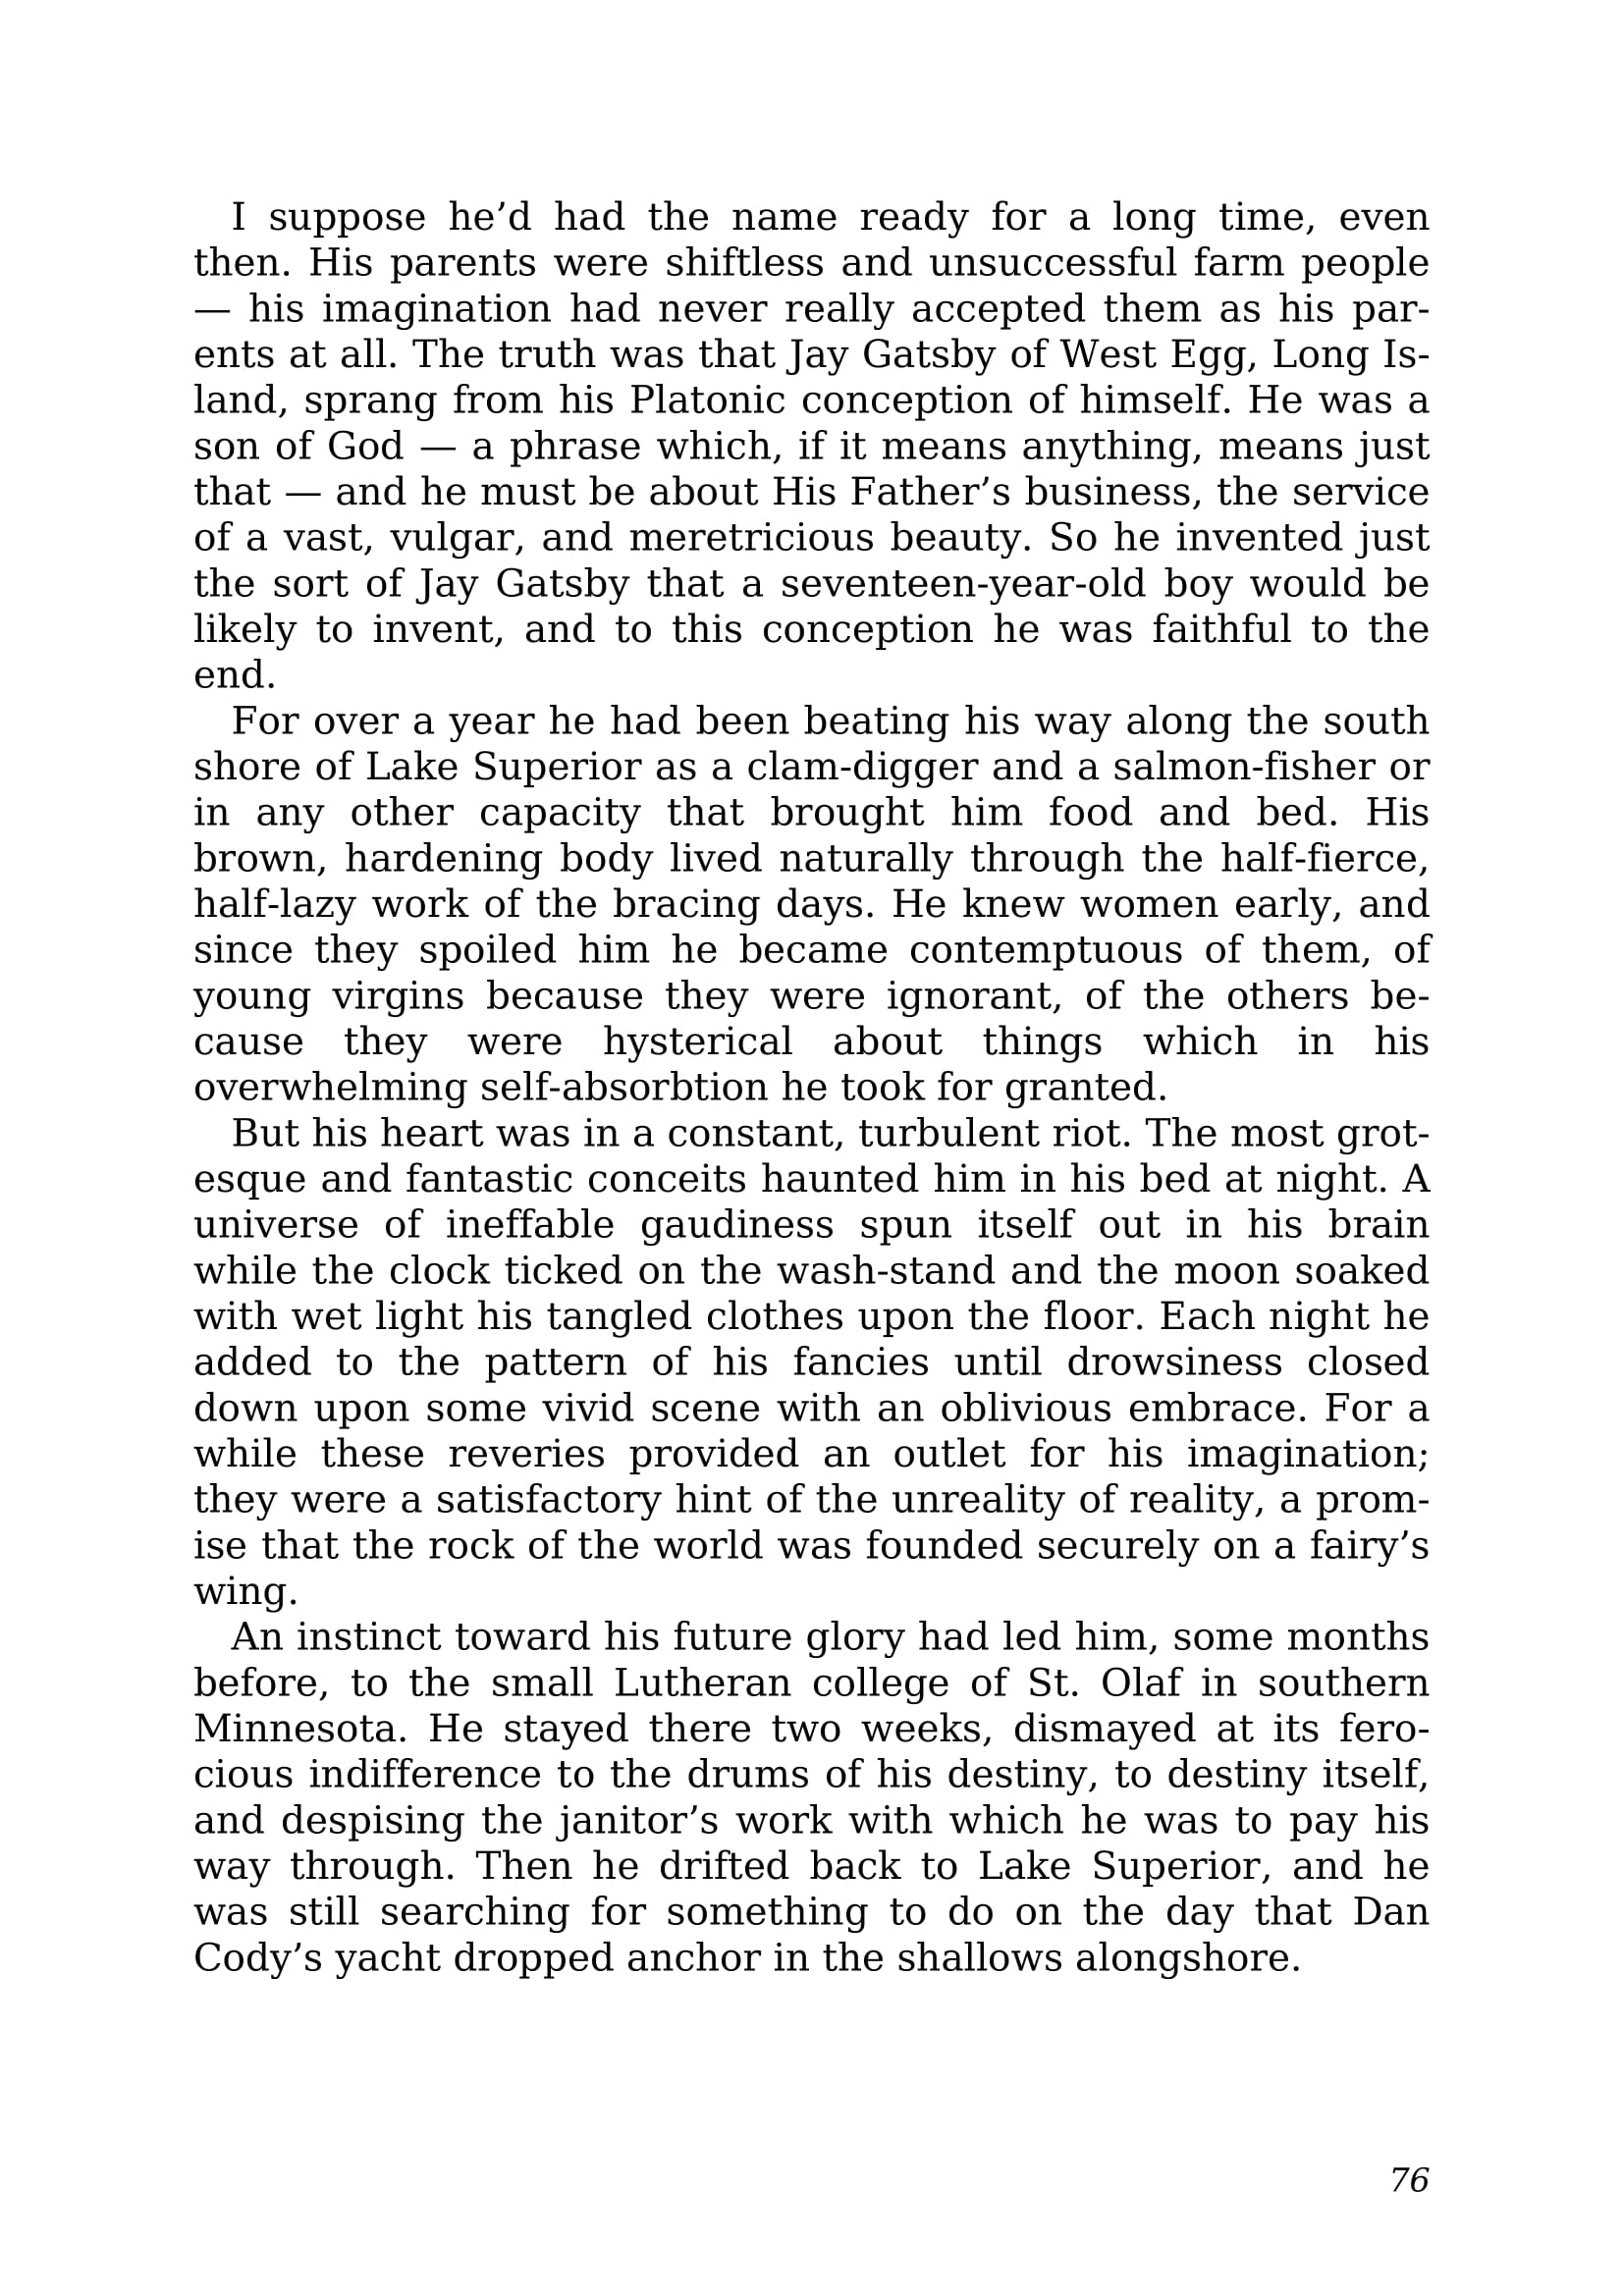 I suppose he’d had the name ready for a long time, even
then. His parents were shiftless and unsuccessful farm people
— his imagination had never really accepted them as his par-
ents at all. The truth was that Jay Gatsby of West Egg, Long Is-
land, sprang from his Platonic conception of himself. He was a
son of God — a phrase which, if it means anything, means just
that — and he must be about His Father’s business, the service
of a vast, vulgar, and meretricious beauty. So he invented just
the sort of Jay Gatsby that a seventeen-year-old boy would be
likely to invent, and to this conception he was faithful to the
end.
For over a year he had been beating his way along the south
shore of Lake Superior as a clam-digger and a salmon-fisher or
in any other capacity that brought him food and bed. His
brown, hardening body lived naturally through the half-fierce,
half-lazy work of the bracing days. He knew women early, and
since they spoiled him he became contemptuous of them, of
young virgins because they were ignorant, of the others be-
cause they were hysterical about things which in his
overwhelming self-absorbtion he took for granted.
But his heart was in a constant, turbulent riot. The most grot-
esque and fantastic conceits haunted him in his bed at night. A
universe of ineffable gaudiness spun itself out in his brain
while the clock ticked on the wash-stand and the moon soaked
with wet light his tangled clothes upon the floor. Each night he
added to the pattern of his fancies until drowsiness closed
down upon some vivid scene with an oblivious embrace. For a
while these reveries provided an outlet for his imagination;
they were a satisfactory hint of the unreality of reality, a prom-
ise that the rock of the world was founded securely on a fairy’s
wing.
An instinct toward his future glory had led him, some months
before, to the small Lutheran college of St. Olaf in southern
Minnesota. He stayed there two weeks, dismayed at its fero-
cious indifference to the drums of his destiny, to destiny itself,
and despising the janitor’s work with which he was to pay his
way through. Then he drifted back to Lake Superior, and he
was still searching for something to do on the day that Dan
Cody’s yacht dropped anchor in the shallows alongshore.
76